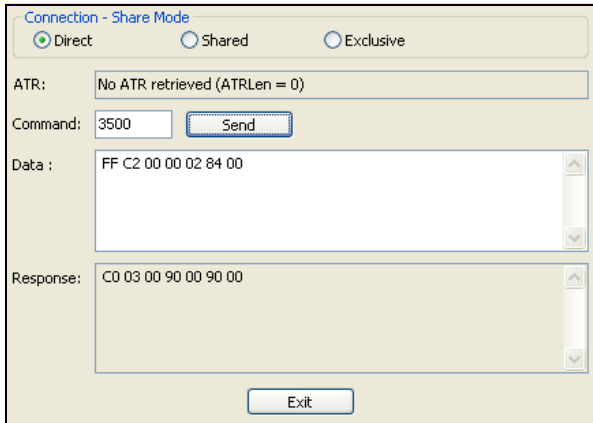 Connection - Share Mode
Direct Shared Exclusive
ATR: No ATR retrieved (ATRLen = 0)
Command: 3500 Send
Data : FF C2 00 00 02 84 00
Response: C0 03 00 90 00 90 00
Exit